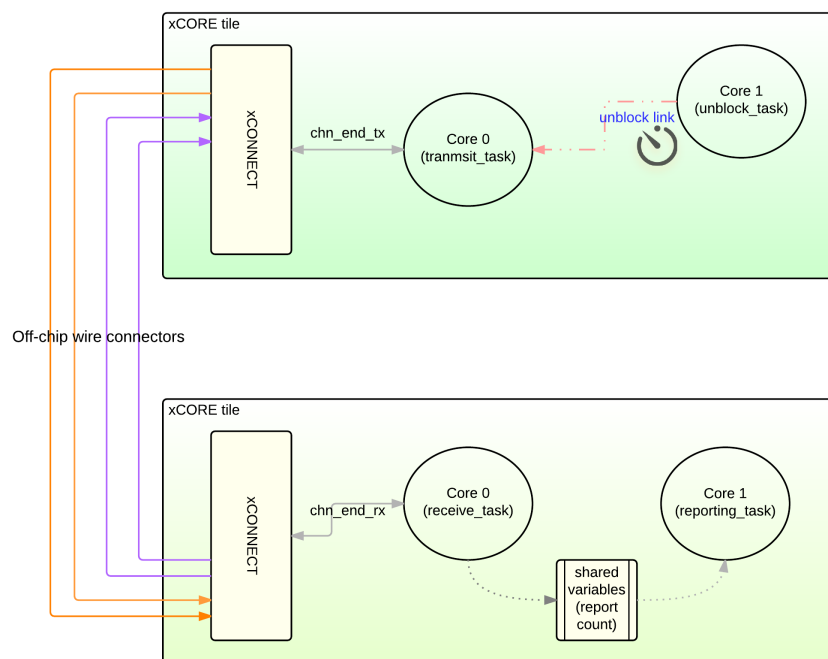 xCORE tile
xCONNECT
chn_end_tx
Core 0
(tranmsit_task)
unblock link
Core 1
(unblock_task)
Off-chip wire connectors
xCORE tile
xCONNECT
chn_end_rx
Core 0
(receive_task)
Core 1
(reporting_task)
shared
variables
(report
count)